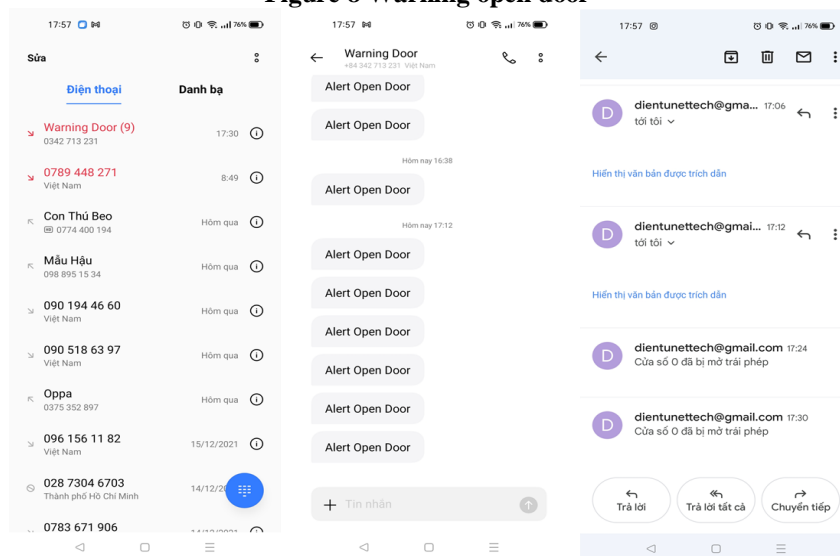 Figure 8 Warning open door
17:57
76%
Sửa
Điện thoại
Danh bạ
Warning Door (9)
0342 713 231
17:30
0789 448 271
Việt Nam
8:49
Con Thú Beo
0774 400 194
Hôm qua
Mẫu Hậu
098 895 15 34
Hôm qua
090 194 46 60
Việt Nam
Hôm qua
090 518 63 97
Việt Nam
Hôm qua
Oppa
0375 352 897
Hôm qua
096 156 11 82
Việt Nam
15/12/2021
028 7304 6703
Thành phố Hồ Chí Minh
14/12/20
0783 671 906
14/12/2021
17:57
76%
Warning Door
+84 342 713 231 Việt Nam
Alert Open Door
Alert Open Door
Hôm nay 16:38
Alert Open Door
Hôm nay 17:12
Alert Open Door
Alert Open Door
Alert Open Door
Alert Open Door
Alert Open Door
Alert Open Door
Tin nhắn
17:57
76%
D
dientunettech@gma... 17:06
tới tôi
Hiển thị văn bản được trích dẫn
D
dientunettech@gmai... 17:12
tới tôi
Hiển thị văn bản được trích dẫn
D
dientunettech@gmail.com 17:24
Cửa số 0 đã bị mở trái phép
D
dientunettech@gmail.com 17:30
Cửa số 0 đã bị mở trái phép
Trả lời
Trả lời tất cả
Chuyển tiếp